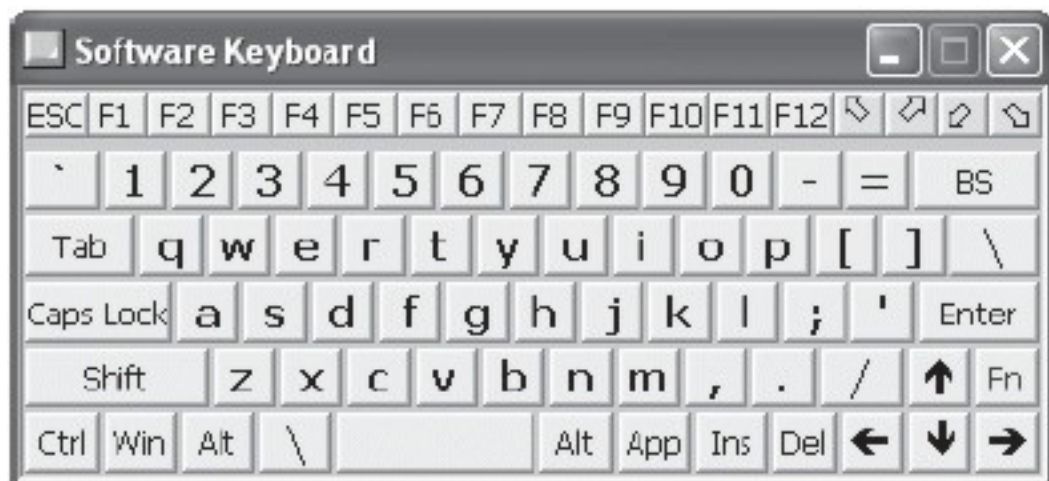 Software Keyboard
ESC F1 F2 F3 F4 F5 F6 F7 F8 F9 F10 F11 F12
` 1 2 3 4 5 6 7 8 9 0 - = BS
Tab q w e r t y u i o p [ ] \
Caps Lock a s d f g h j k l ; ' Enter
Shift z x c v b n m , . / ↑ Fn
Ctrl Win Alt \ Alt App Ins Del ← ↓ →